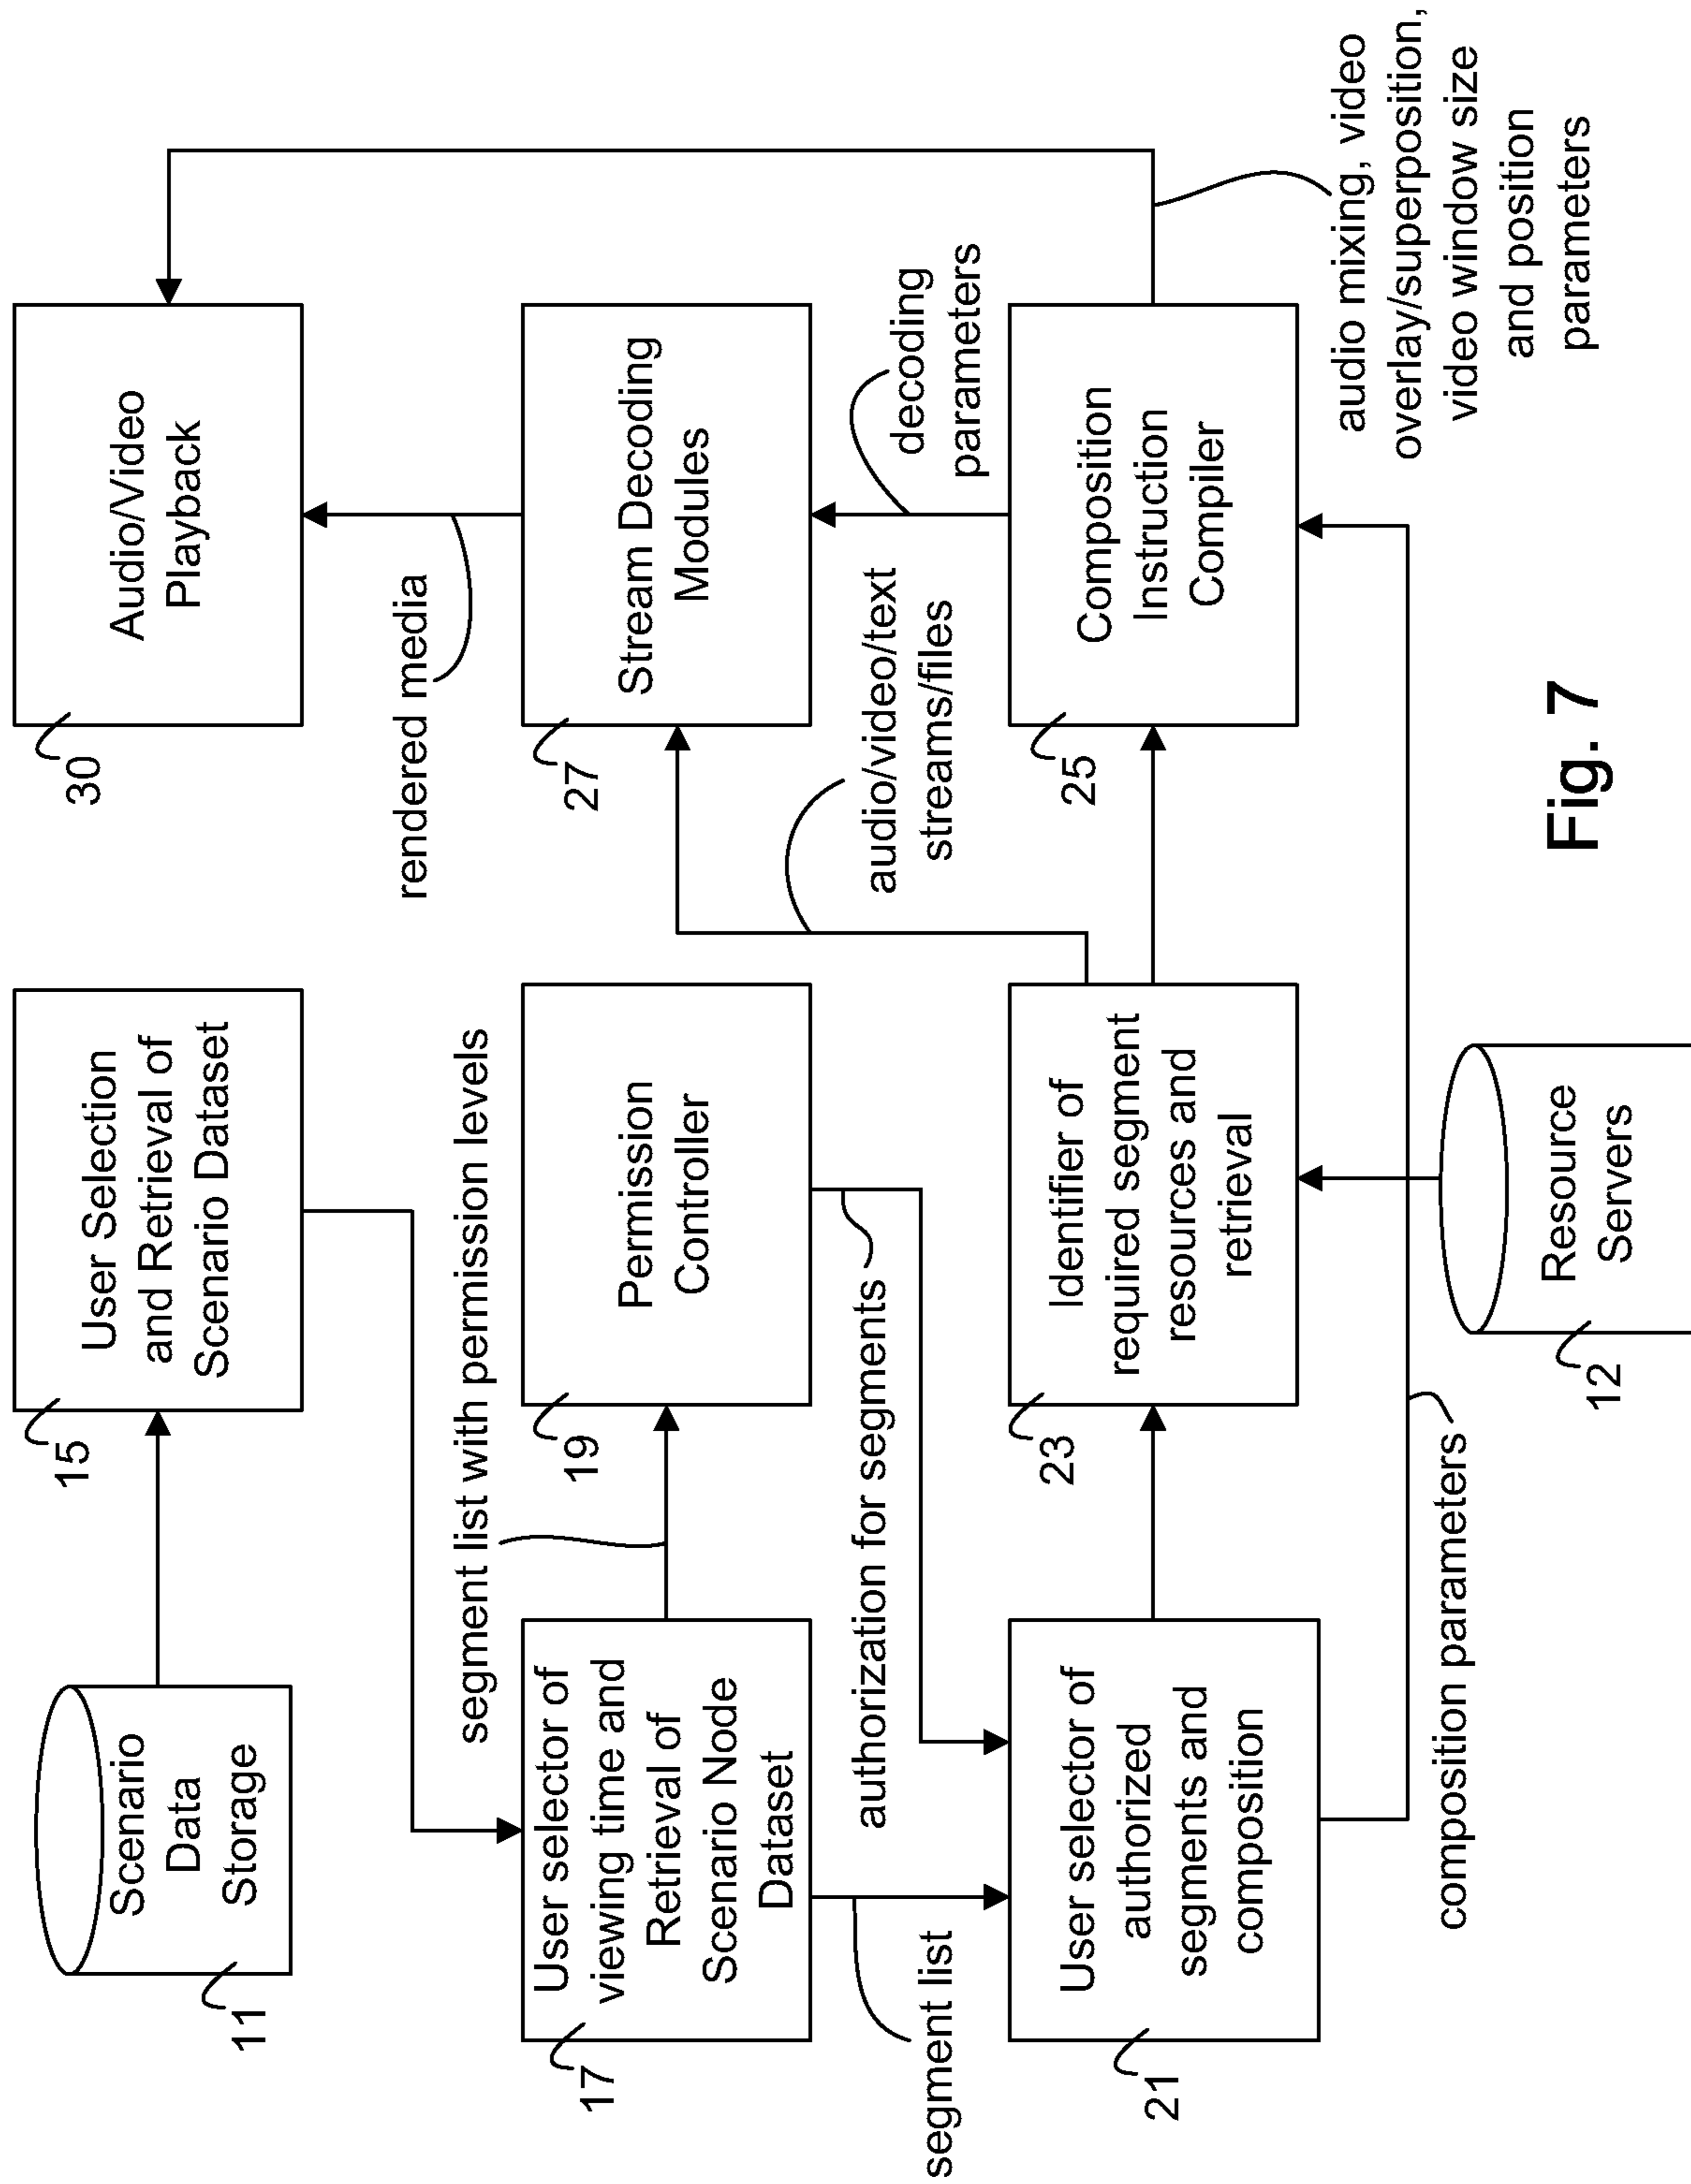 11
Scenario
Data
Storage
15
User Selection
and Retrieval of
Scenario Dataset
30
Audio/Video
Playback
segment list with permission levels
rendered media
17
User selector of
viewing time and
Retrieval of
Scenario Node
Dataset
19
Permission
Controller
27
Stream Decoding
Modules
segment list
authorization for segments
audio/video/text
streams/files
decoding
parameters
21
User selector of
authorized
segments and
composition
23
Identifier of
required segment
resources and
retrieval
25
Composition
Instruction
Compiler
composition parameters
12
Resource
Servers
audio mixing, video
overlay/superposition,
video window size
and position
parameters
Fig. 7